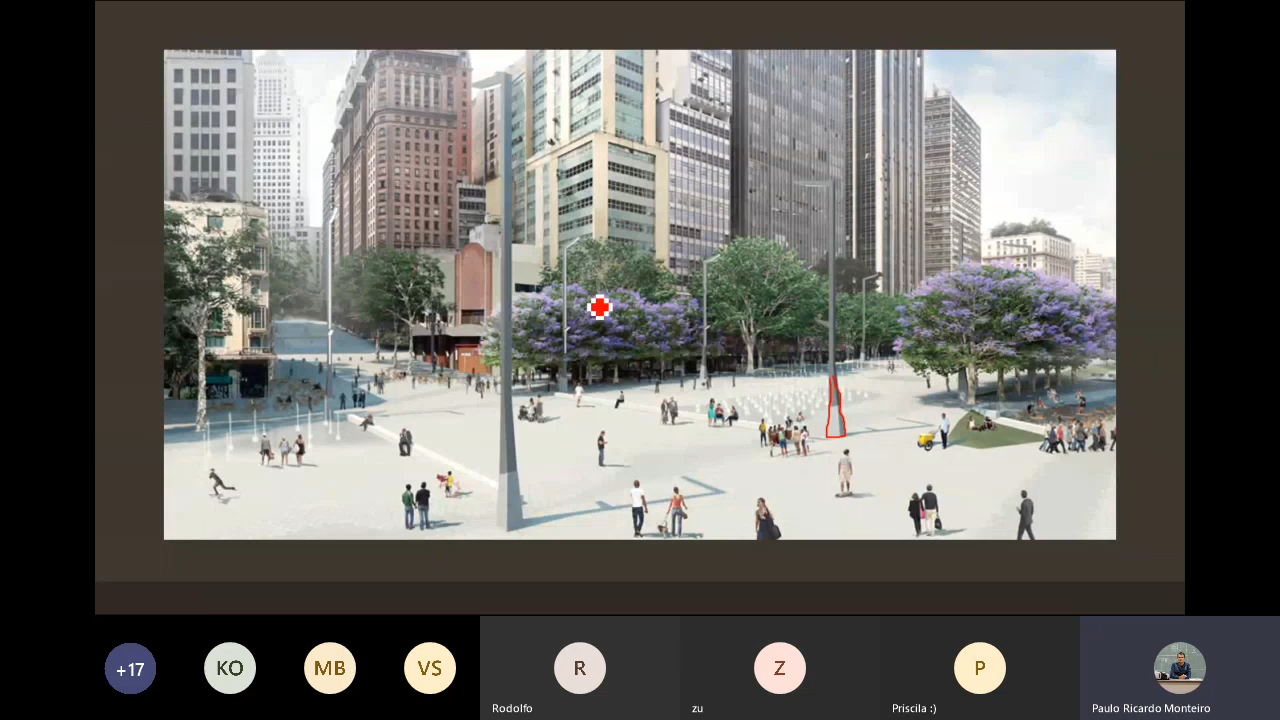 +17
KO
MB
VS
R
Rodolfo
Z
zu
P
Priscila :)
Paulo Ricardo Monteiro